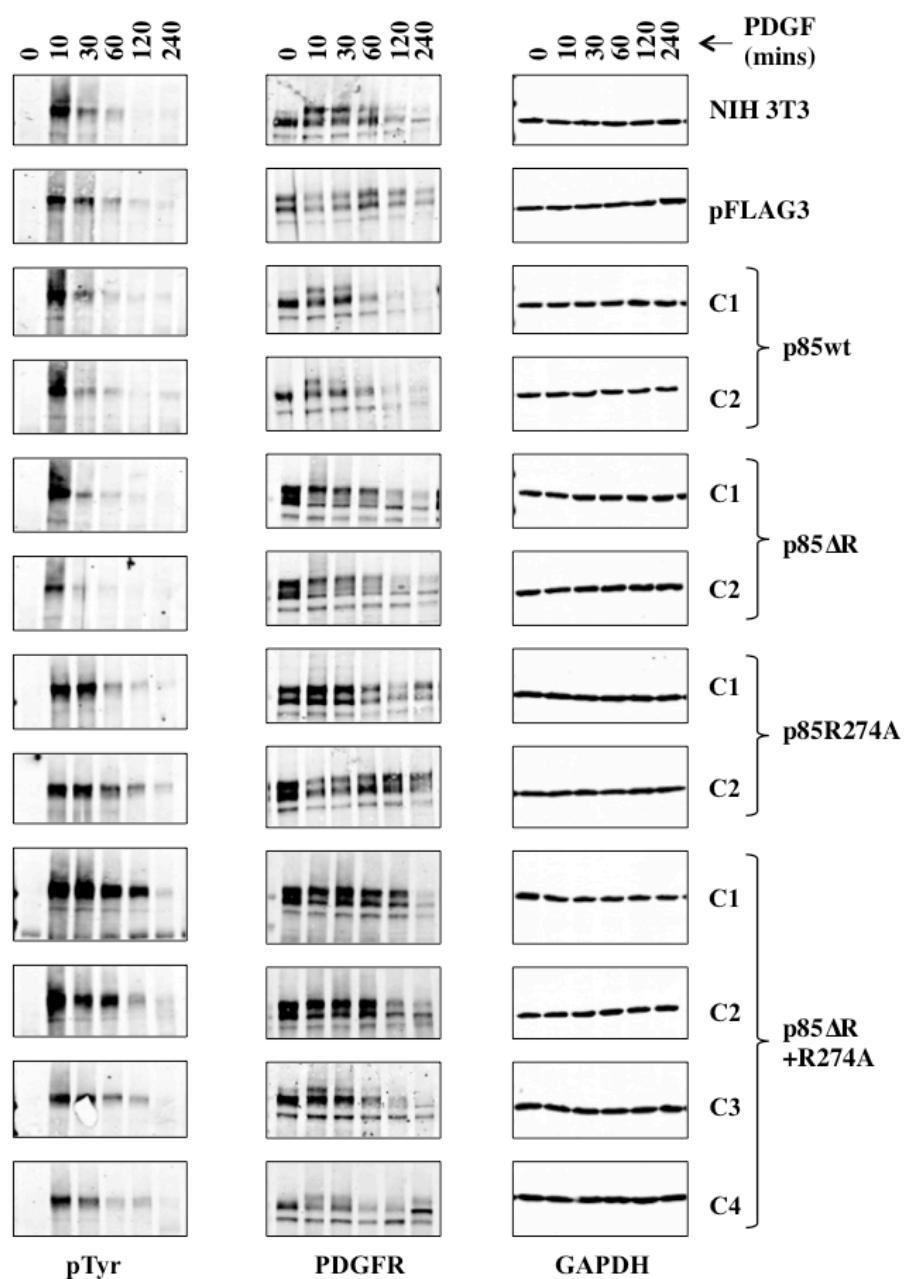 0 10 30 60 120 240
0 10 30 60 120 240
0 10 30 60 120 240
← PDGF
(mins)
NIH 3T3
pFLAG3
C1
p85wt
C2
C1
p85ΔR
C2
C1
p85R274A
C2
C1
C2
p85ΔR
+R274A
C3
C4
pTyr
PDGFR
GAPDH